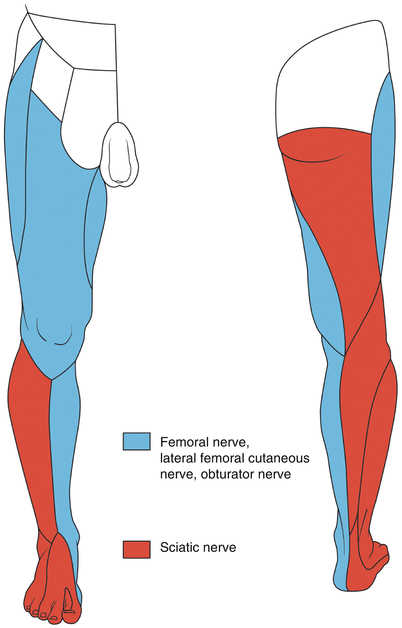 Femoral nerve,
lateral femoral cutaneous
nerve, obturator nerve
Sciatic nerve